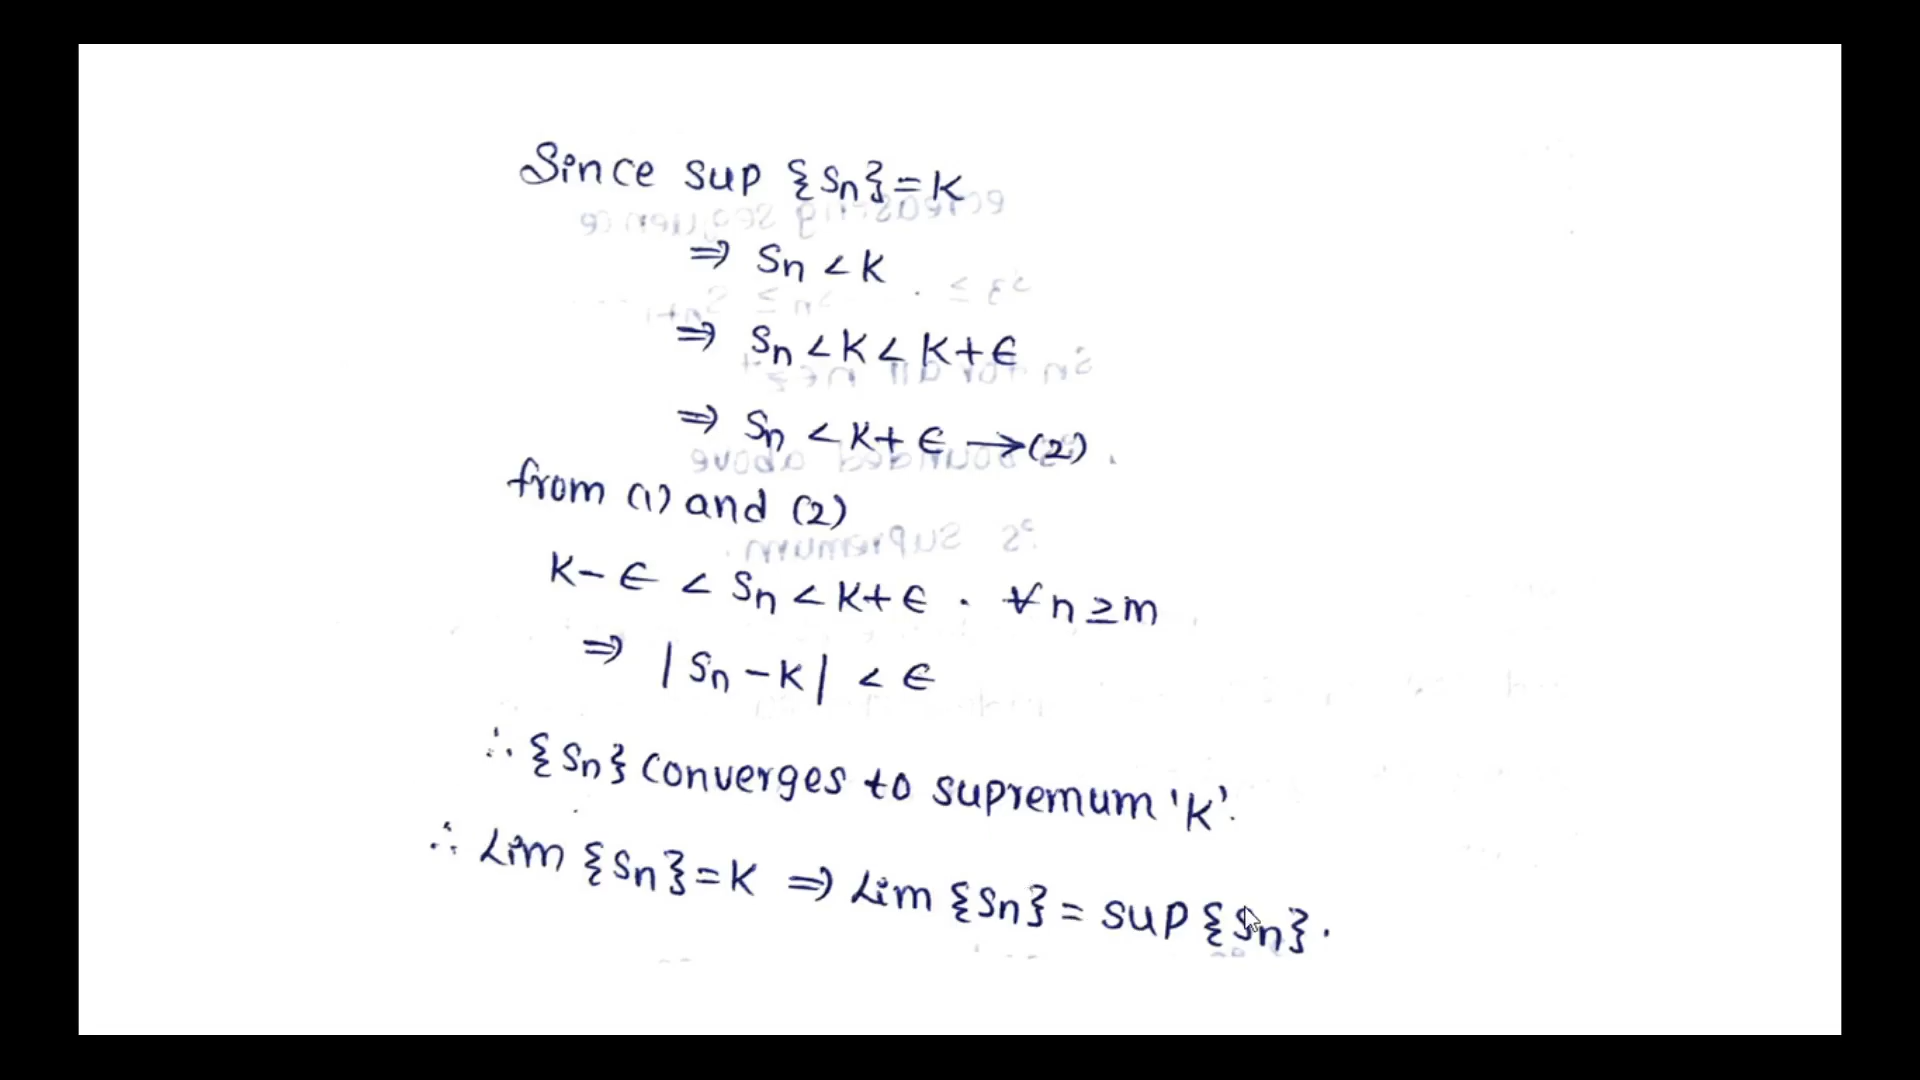 Since sup {Sn} = K
⇒ Sn < K
⇒ Sn < K < K + ∈
⇒ Sn < K + ∈ → (2).
from (1) and (2)
K - ∈ < Sn < K + ∈ . ∀ n ≥ m
⇒ | Sn - K | < ∈
∴ {Sn} converges to supremum 'K'.
∴ Lim {Sn} = K ⇒ Lim {Sn} = sup {Sn}.